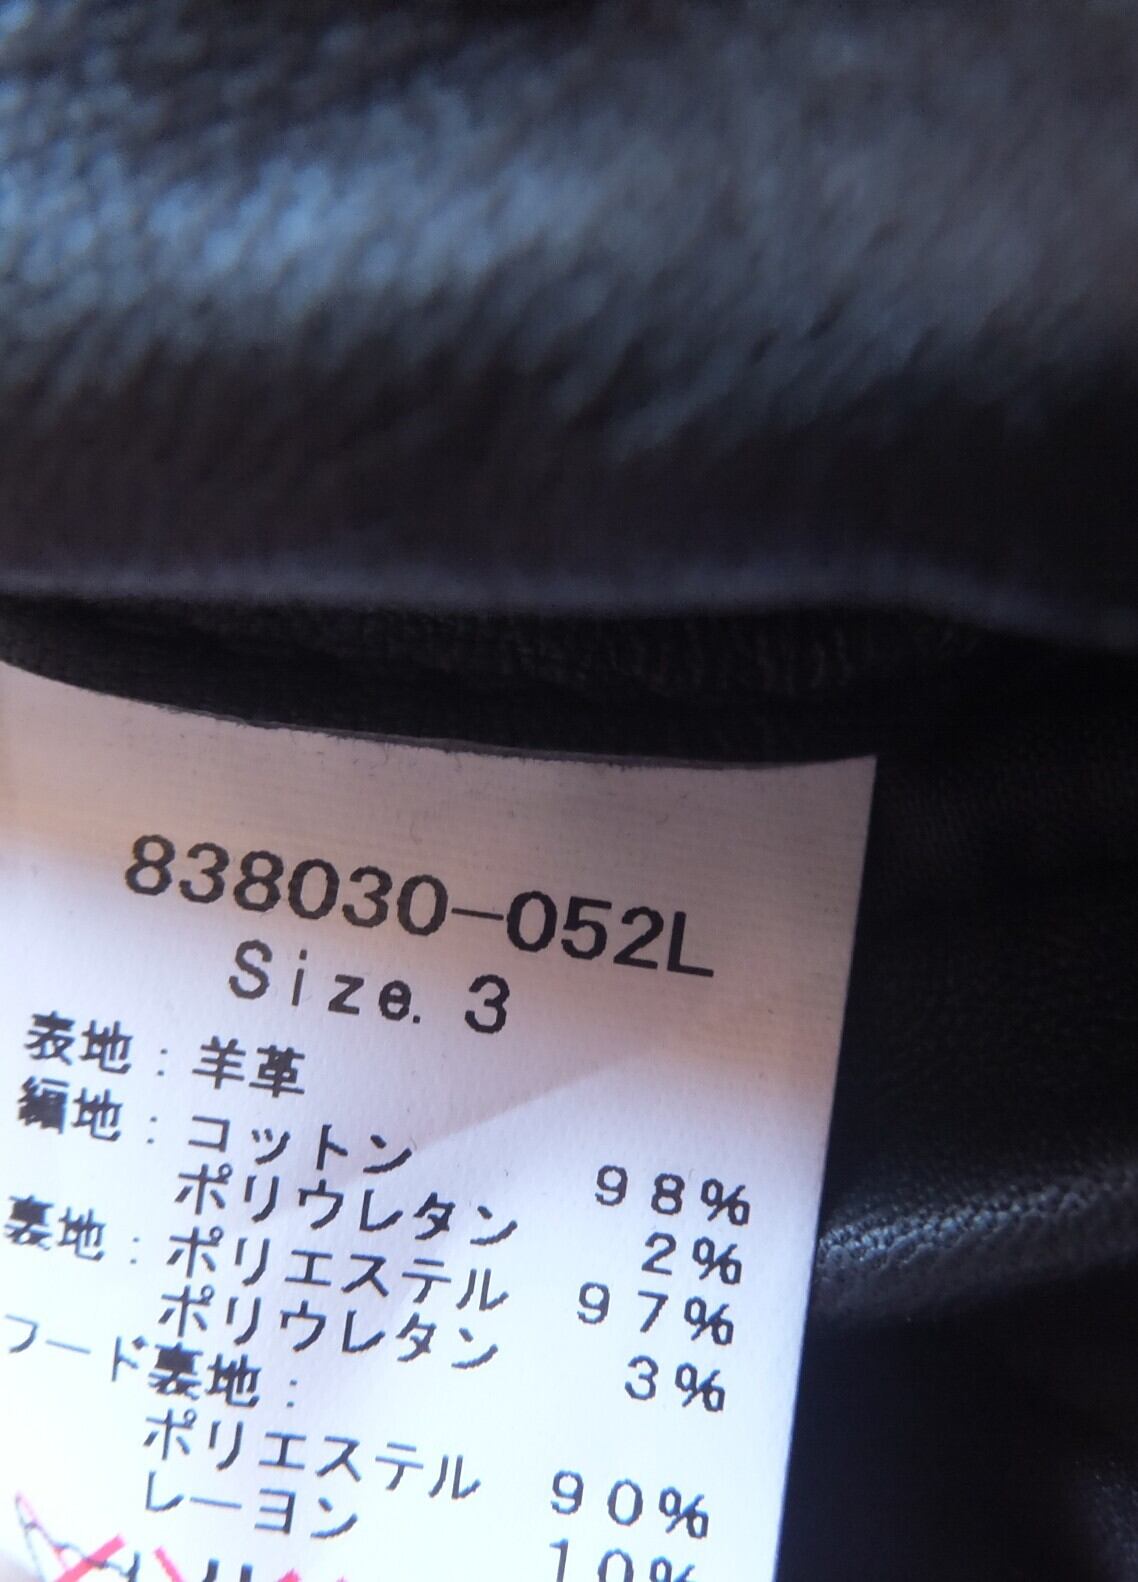 838030-052L
Size. 3
表地：羊革
編地：コットン 98%
ポリウレタン 2%
裏地：ポリエステル 97%
ポリウレタン 3%
フード裏地：
ポリエステル 90%
レーヨン 10%